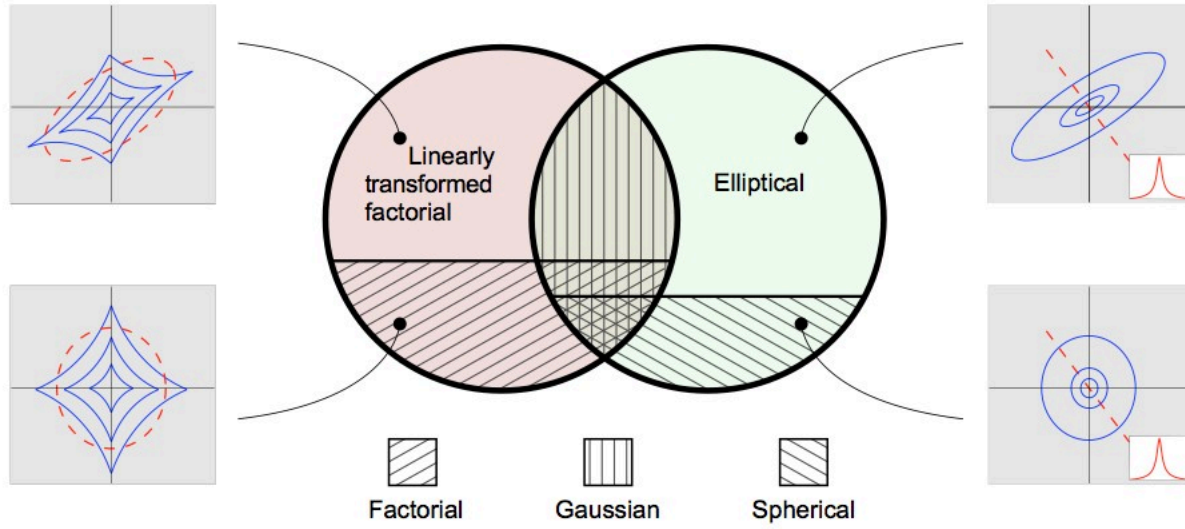 Linearly
transformed
factorial
Elliptical
Factorial
Gaussian
Spherical